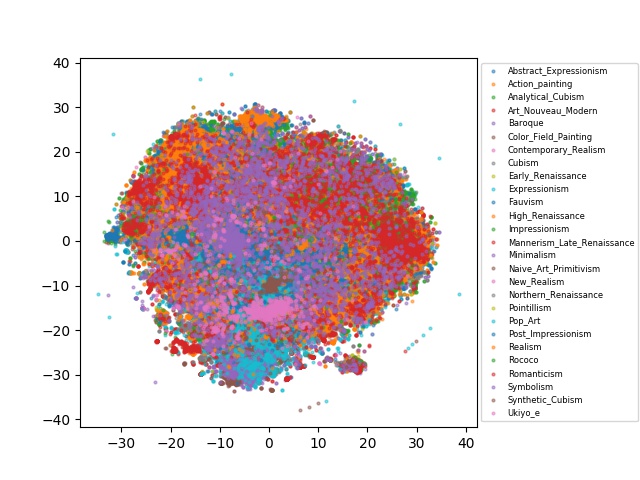 40
30
20
10
0
−10
−20
−30
−40
−30
−20
−10
0
10
20
30
40
Abstract_Expressionism
Action_painting
Analytical_Cubism
Art_Nouveau_Modern
Baroque
Color_Field_Painting
Contemporary_Realism
Cubism
Early_Renaissance
Expressionism
Fauvism
High_Renaissance
Impressionism
Mannerism_Late_Renaissance
Minimalism
Naive_Art_Primitivism
New_Realism
Northern_Renaissance
Pointillism
Pop_Art
Post_Impressionism
Realism
Rococo
Romanticism
Symbolism
Synthetic_Cubism
Ukiyo_e